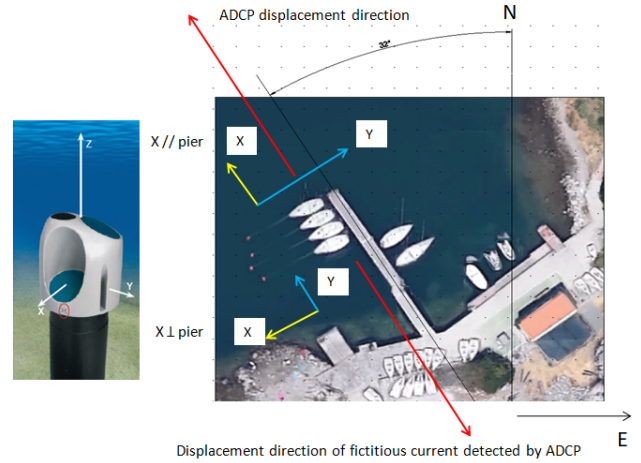 ADCP displacement direction
N
32°
X // pier
X
Y
Z
Y
X
Y
X
X ⊥ pier
E
Displacement direction of fictitious current detected by ADCP